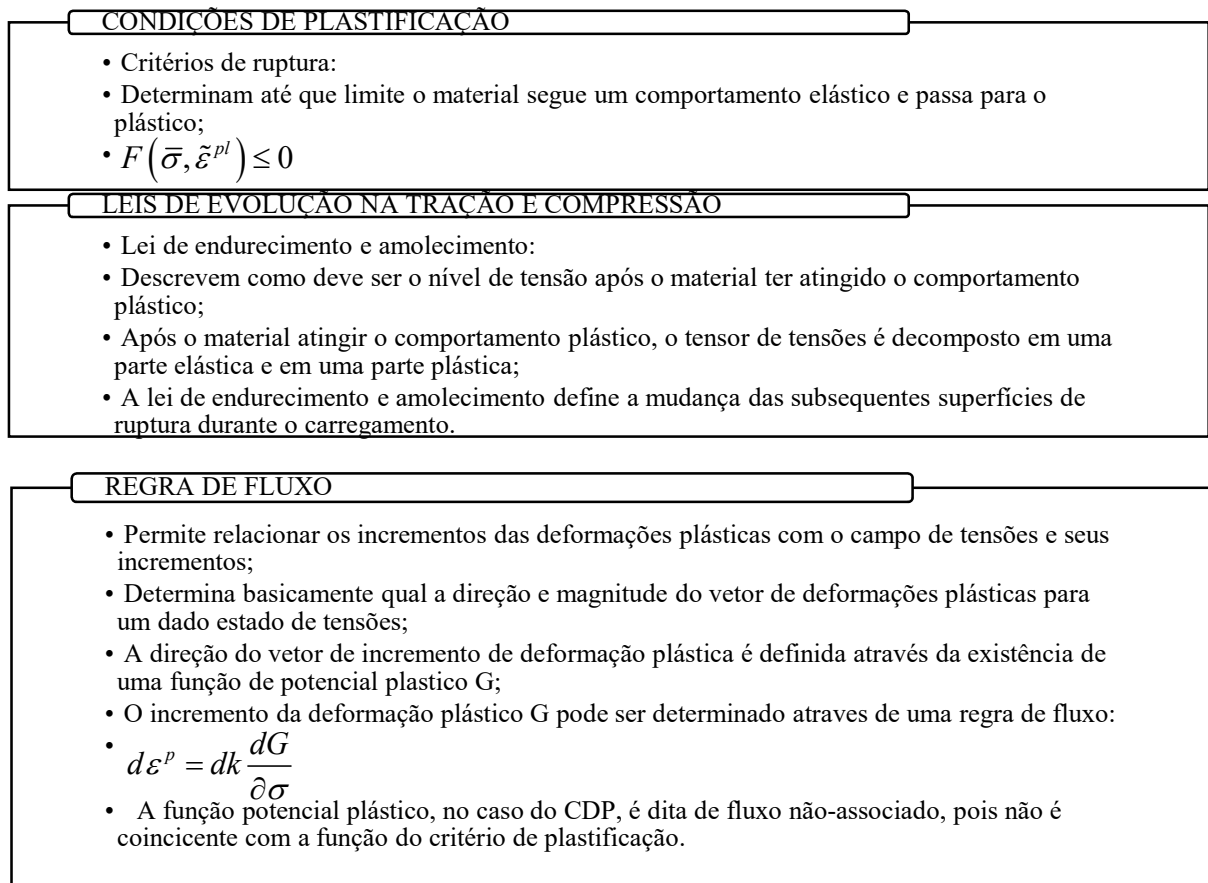 CONDIÇÕES DE PLASTIFICAÇÃO
• Critérios de ruptura:
• Determinam até que limite o material segue um comportamento elástico e passa para o
plástico;
• F(σ̅, ε̃^{pl}) ≤ 0
LEIS DE EVOLUÇÃO NA TRAÇÃO E COMPRESSÃO
• Lei de endurecimento e amolecimento:
• Descrevem como deve ser o nível de tensão após o material ter atingido o comportamento
plástico;
• Após o material atingir o comportamento plástico, o tensor de tensões é decomposto em uma
parte elástica e em uma parte plástica;
• A lei de endurecimento e amolecimento define a mudança das subsequentes superfícies de
ruptura durante o carregamento.
REGRA DE FLUXO
• Permite relacionar os incrementos das deformações plásticas com o campo de tensões e seus
incrementos;
• Determina basicamente qual a direção e magnitude do vetor de deformações plásticas para
um dado estado de tensões;
• A direção do vetor de incremento de deformação plástica é definida através da existência de
uma função de potencial plastico G;
• O incremento da deformação plástico G pode ser determinado atraves de uma regra de fluxo:
• dε^p = dk dG/∂σ
• A função potencial plástico, no caso do CDP, é dita de fluxo não-associado, pois não é
coincicente com a função do critério de plastificação.